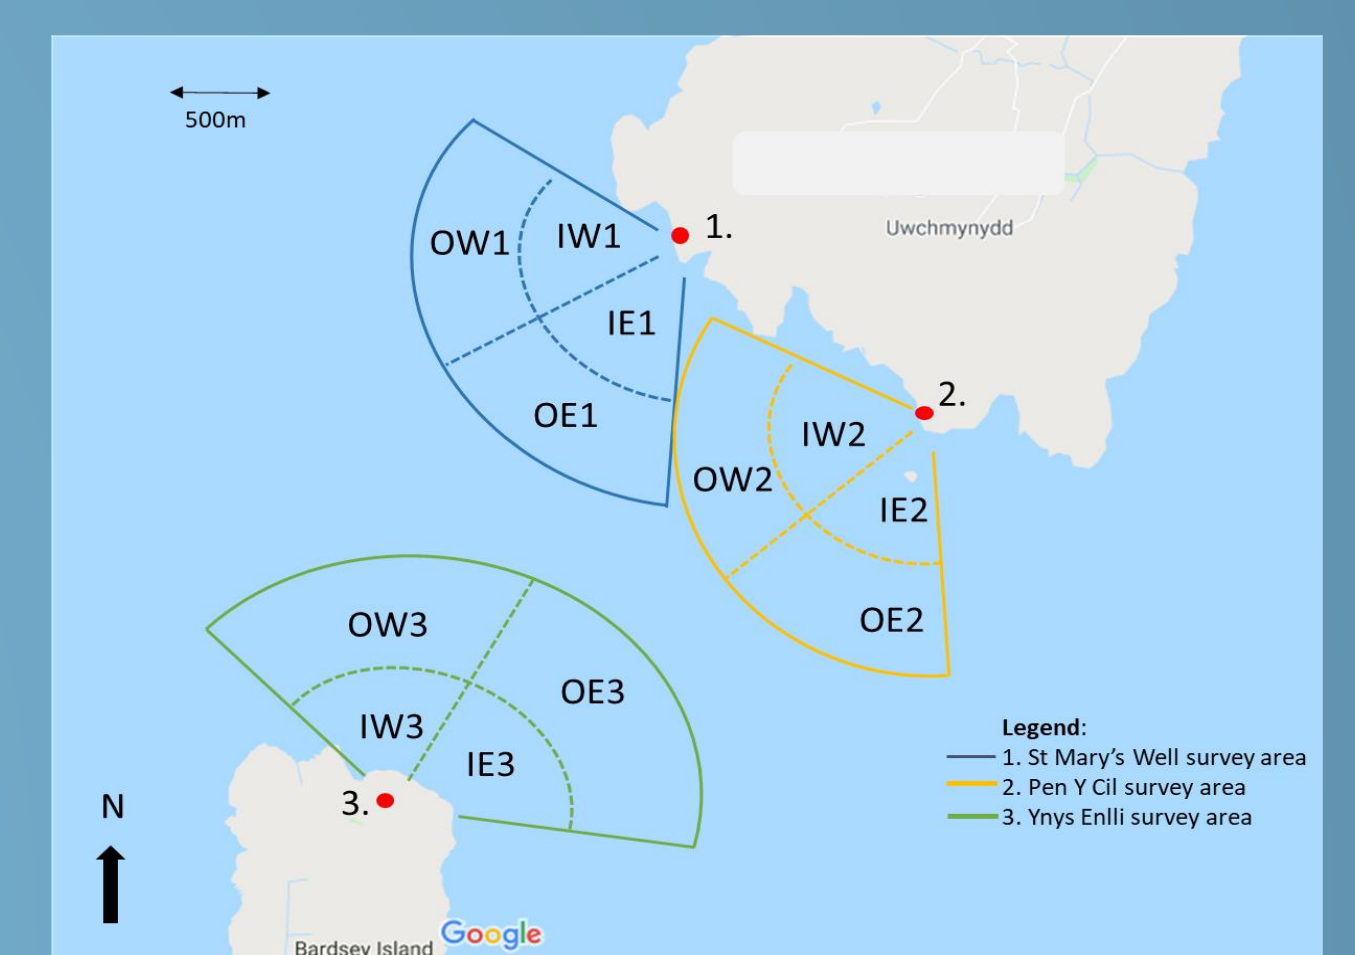 500m
OW1
IW1
1.
Uwchmynydd
IE1
OE1
2.
IW2
OW2
IE2
OE2
OW3
OE3
IW3
IE3
3.
N
Legend:
1. St Mary's Well survey area
2. Pen Y Cil survey area
3. Ynys Enlli survey area
Google
Bardsey Island